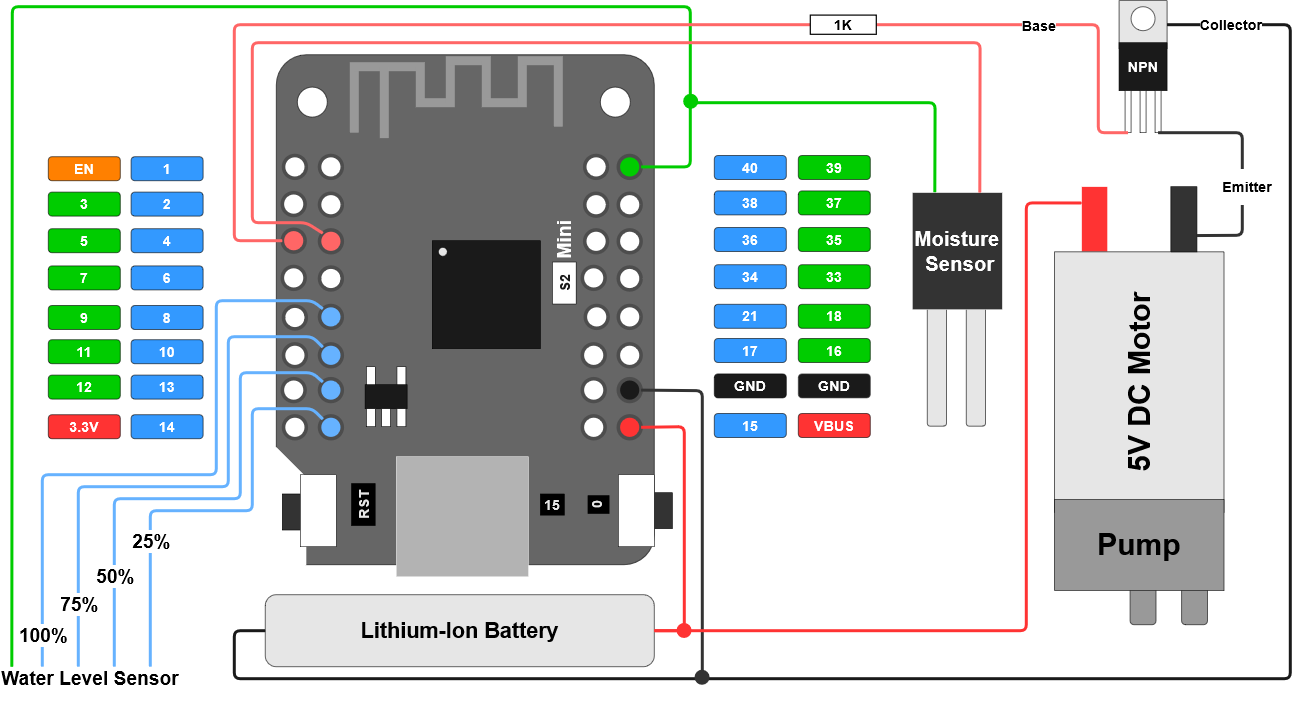 1K
Base
Collector
NPN
Emitter
EN 1
3 2
5 4
7 6
9 8
11 10
12 13
3.3V 14
Mini
S2
40 39
38 37
36 35
34 33
21 18
17 16
GND GND
15 VBUS
Moisture
Sensor
5V DC Motor
Pump
RST
15
0
25%
50%
75%
100%
Water Level Sensor
Lithium-Ion Battery